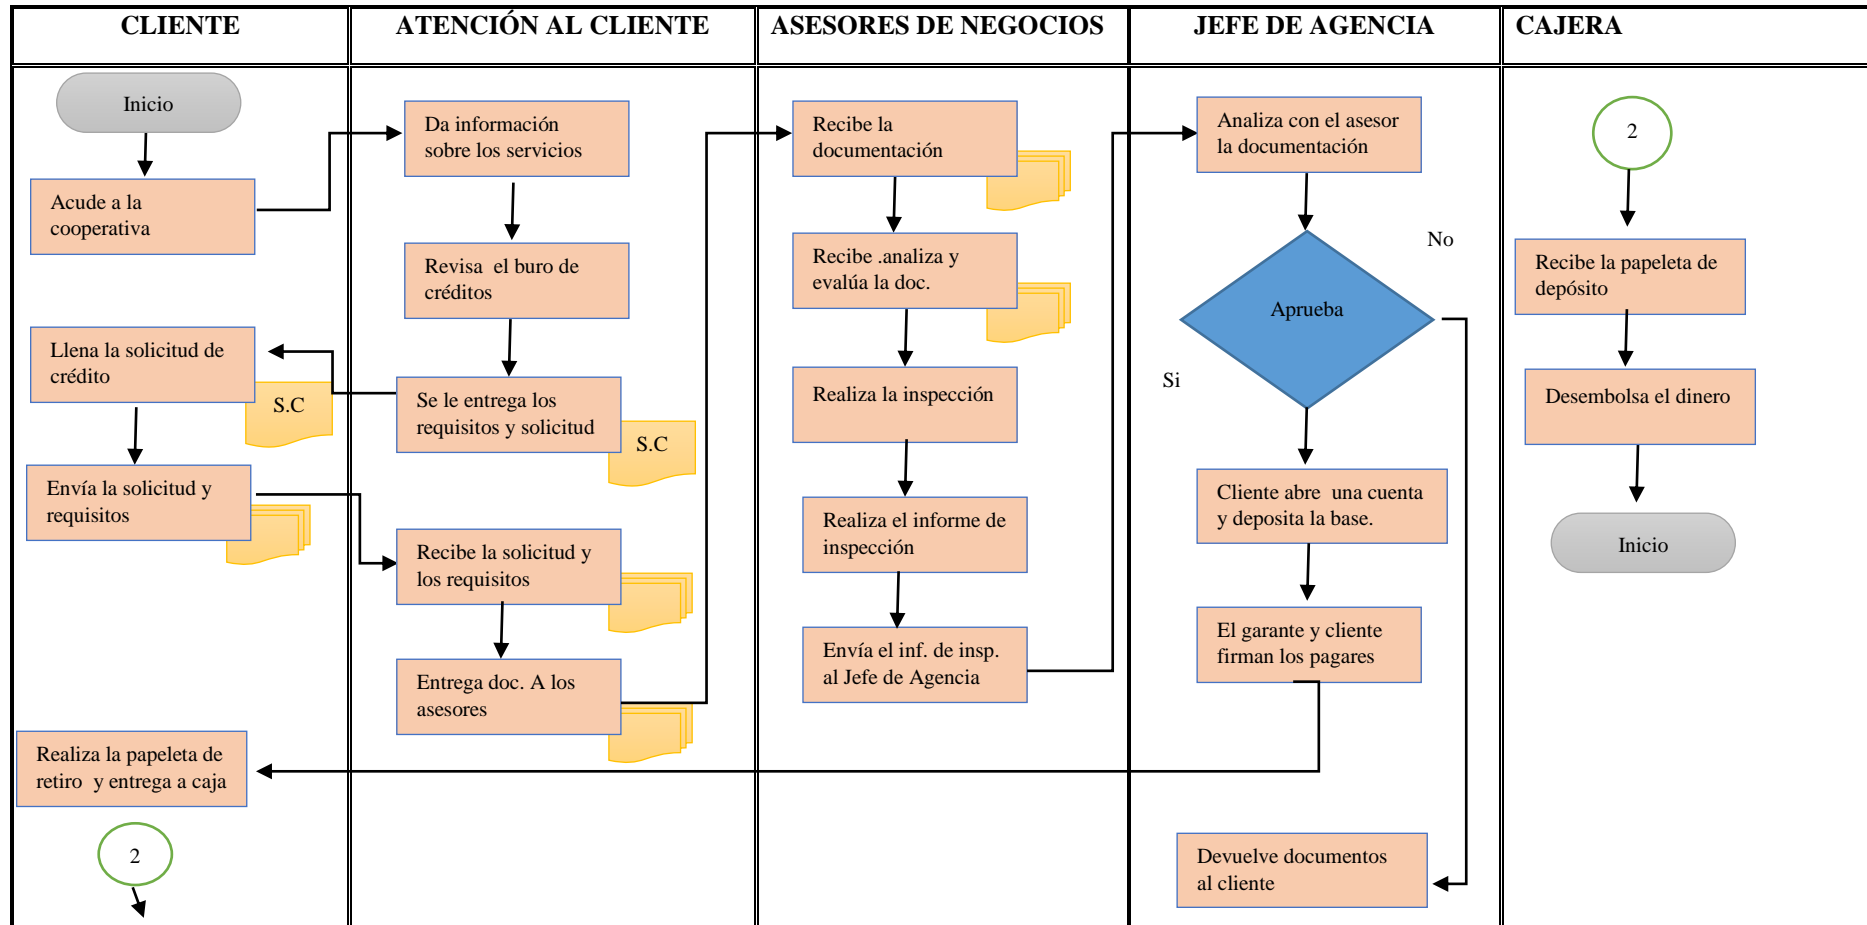 CLIENTE
ATENCIÓN AL CLIENTE
ASESORES DE NEGOCIOS
JEFE DE AGENCIA
CAJERA
Inicio
Acude a la
cooperativa
Llena la solicitud de
crédito
S.C
Envía la solicitud y
requisitos
Realiza la papeleta de
retiro y entrega a caja
2
Da información
sobre los servicios
Revisa el buro de
créditos
Se le entrega los
requisitos y solicitud
S.C
Recibe la solicitud y
los requisitos
Entrega doc. A los
asesores
Recibe la
documentación
Recibe .analiza y
evalúa la doc.
Realiza la inspección
Realiza el informe de
inspección
Envía el inf. de insp.
al Jefe de Agencia
Analiza con el asesor
la documentación
No
Aprueba
Si
Cliente abre una cuenta
y deposita la base.
El garante y cliente
firman los pagares
Devuelve documentos
al cliente
2
Recibe la papeleta de
depósito
Desembolsa el dinero
Inicio